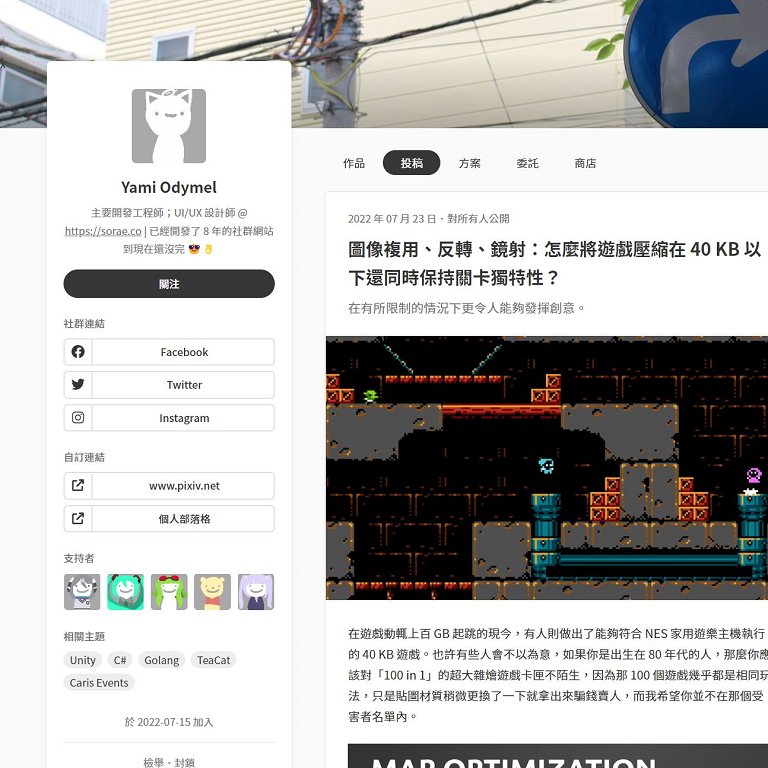 Yami Odymel
主要開發工程師；UI/UX 設計師 @
https://sorae.co | 已經開發了 8 年的社群網站
到現在還沒完 😎 👌
關注
社群連結
Facebook
Twitter
Instagram
自訂連結
www.pixiv.net
個人部落格
支持者
相關主題
Unity
C#
Golang
TeaCat
Caris Events
於 2022-07-15 加入
檢舉・封鎖
作品
投稿
方案
委託
商店
2022 年 07 月 23 日・對所有人公開
圖像複用、反轉、鏡射：怎麼將遊戲壓縮在 40 KB 以
下還同時保持關卡獨特性？
在有所限制的情況下更令人能夠發揮創意。
在遊戲動輒上百 GB 起跳的現今，有人則做出了能夠符合 NES 家用遊樂主機執行
的 40 KB 遊戲。也許有些人會不以為意，如果你是出生在 80 年代的人，那麼你應
該對「100 in 1」的超大雜燴遊戲卡匣不陌生，因為那 100 個遊戲幾乎都是相同玩
法，只是貼圖材質稍微更換了一下就拿出來騙錢賣人，而我希望你並不在那個受
害者名單內。
MAP OPTIMIZATION